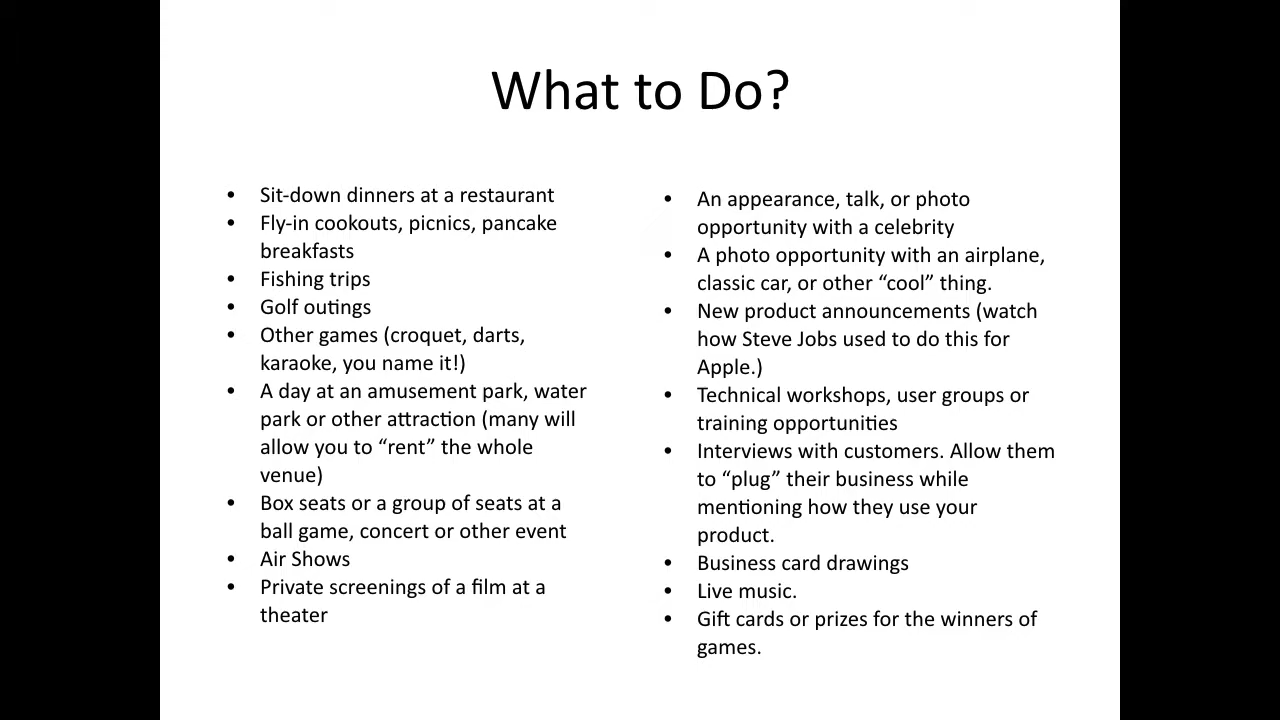 What to Do?
• Sit-down dinners at a restaurant
• Fly-in cookouts, picnics, pancake
breakfasts
• Fishing trips
• Golf outings
• Other games (croquet, darts,
karaoke, you name it!)
• A day at an amusement park, water
park or other attraction (many will
allow you to “rent” the whole
venue)
• Box seats or a group of seats at a
ball game, concert or other event
• Air Shows
• Private screenings of a film at a
theater
• An appearance, talk, or photo
opportunity with a celebrity
• A photo opportunity with an airplane,
classic car, or other “cool” thing.
• New product announcements (watch
how Steve Jobs used to do this for
Apple.)
• Technical workshops, user groups or
training opportunities
• Interviews with customers. Allow them
to “plug” their business while
mentioning how they use your
product.
• Business card drawings
• Live music.
• Gift cards or prizes for the winners of
games.